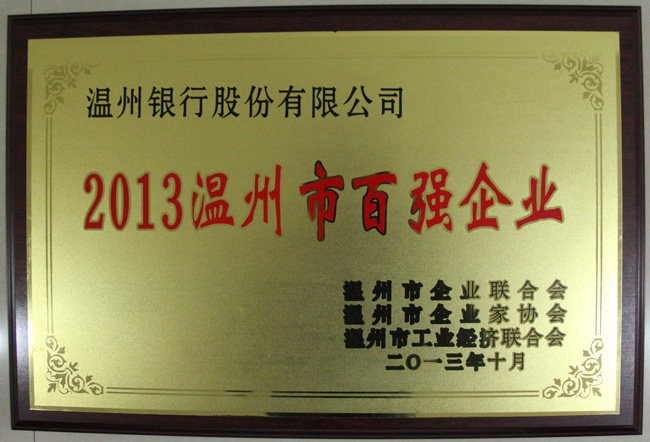 温州银行股份有限公司
2013温州市百强企业
温州市企业联合会
温州市企业家协会
温州市工业经济联合会
二〇一三年十月